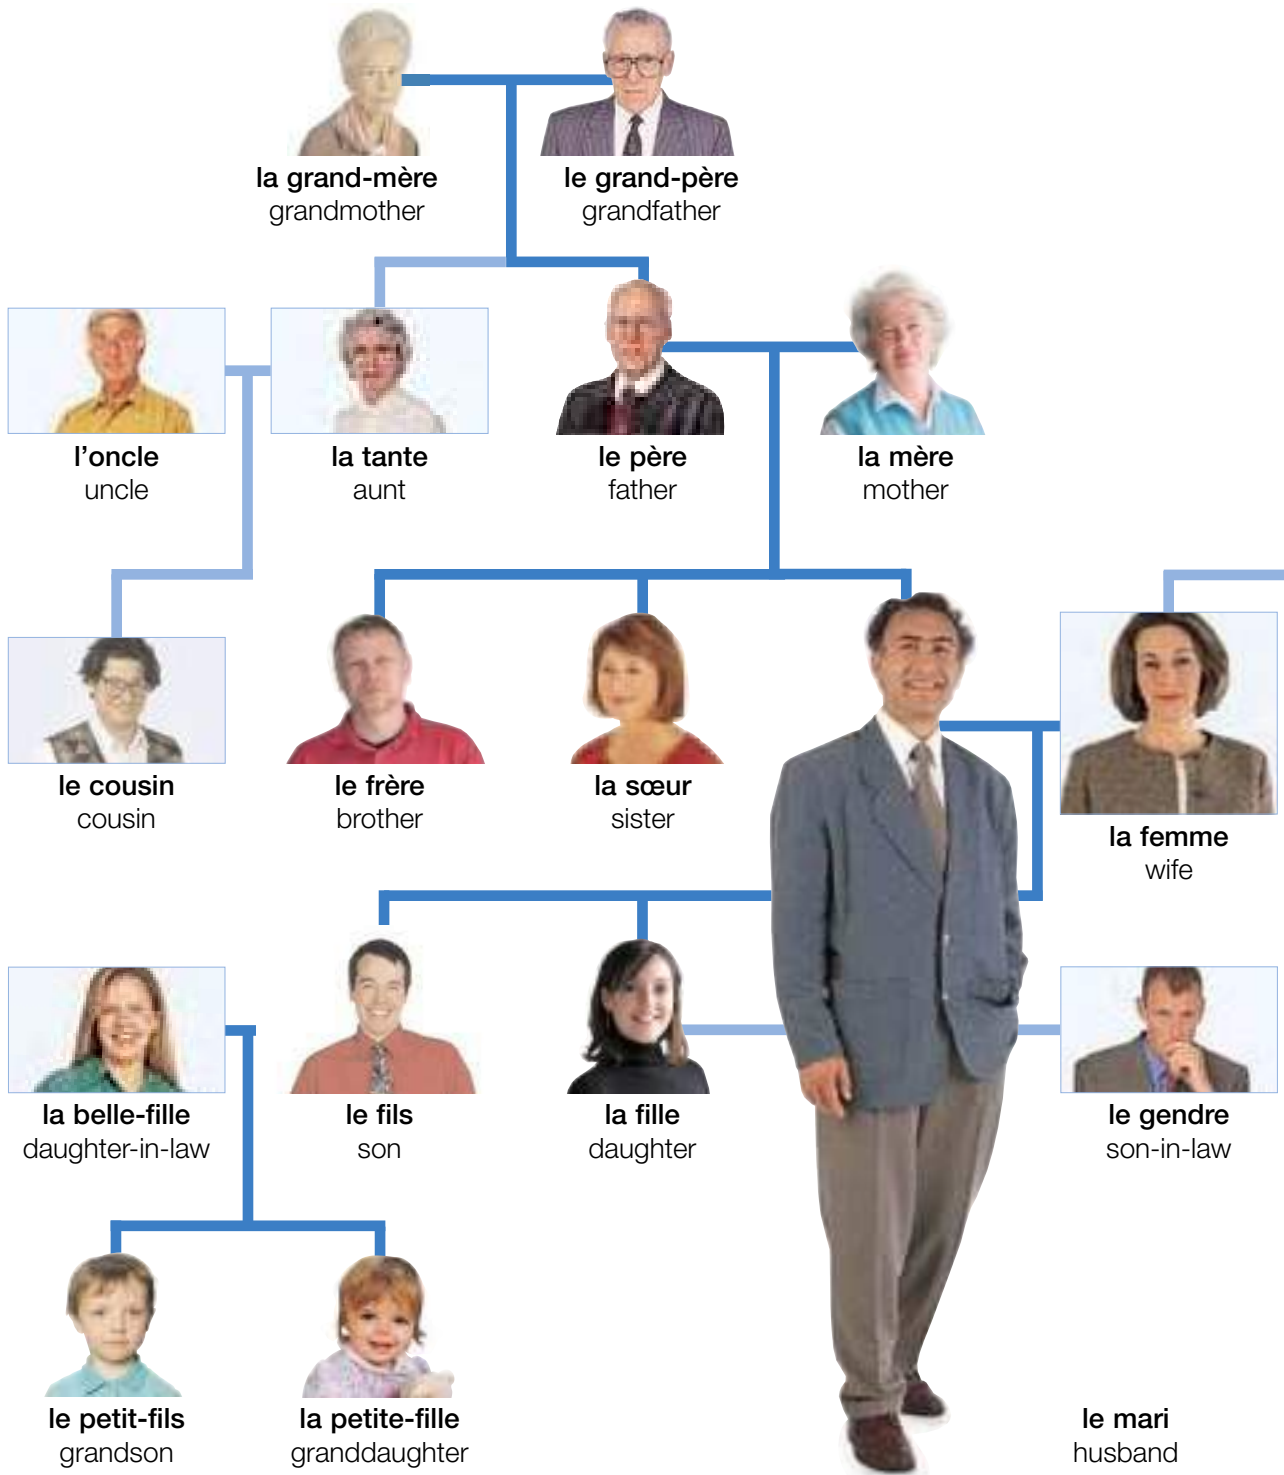 la grand-mère
grandmother
le grand-père
grandfather
l’oncle
uncle
la tante
aunt
le père
father
la mère
mother
le cousin
cousin
le frère
brother
la sœur
sister
la femme
wife
la belle-fille
daughter-in-law
le fils
son
la fille
daughter
le gendre
son-in-law
le petit-fils
grandson
la petite-fille
granddaughter
le mari
husband